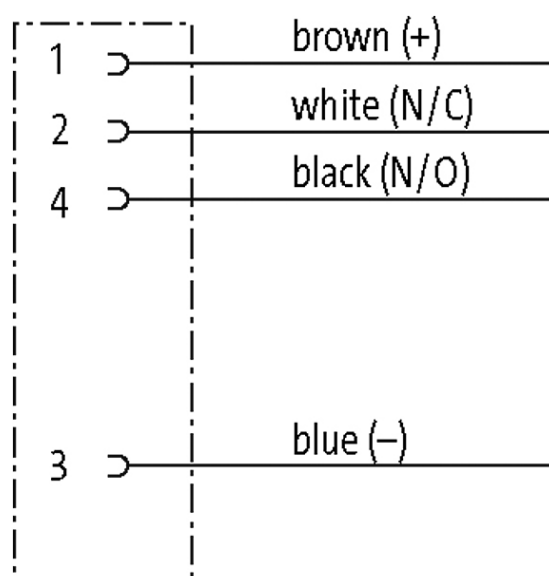 1 brown (+)
2 white (N/C)
4 black (N/O)
3 blue (–)